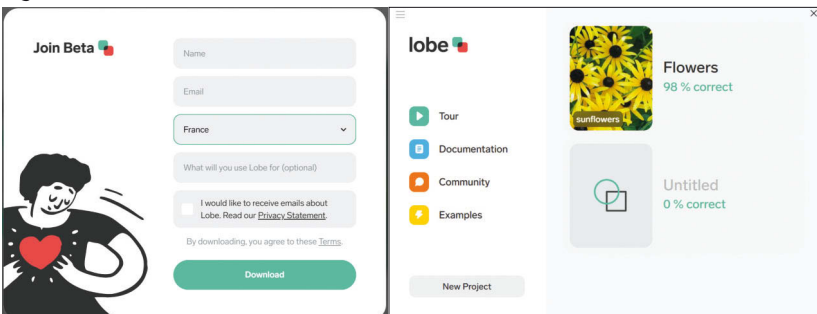 Join Beta
Name
Email
France
What will you use Lobe for (optional)
I would like to receive emails about
Lobe. Read our Privacy Statement.
By downloading, you agree to these Terms.
Download
lobe
Tour
Documentation
Community
Examples
New Project
sunflowers
Flowers
98 % correct
Untitled
0 % correct